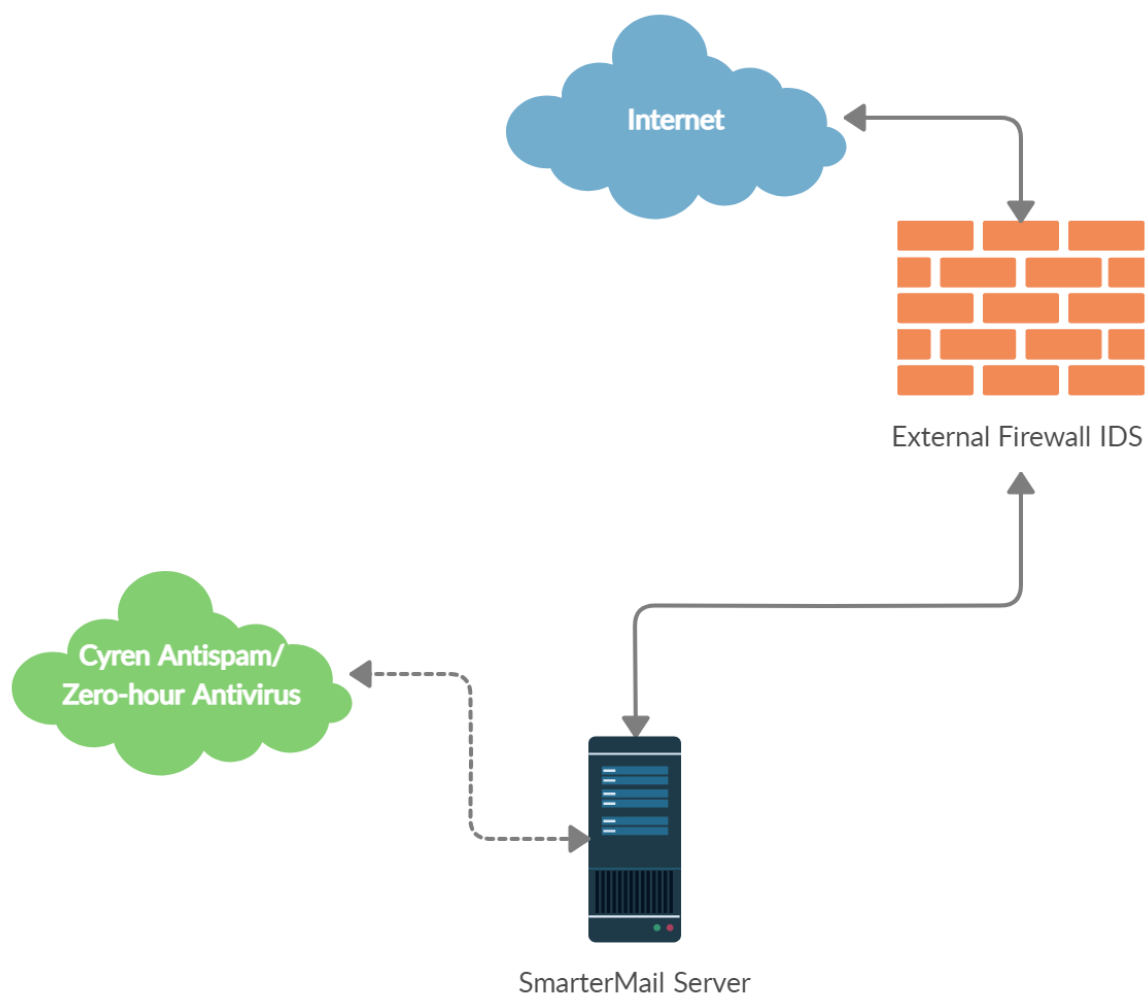 Internet
External Firewall IDS
Cyren Antispam/
Zero-hour Antivirus
SmarterMail Server